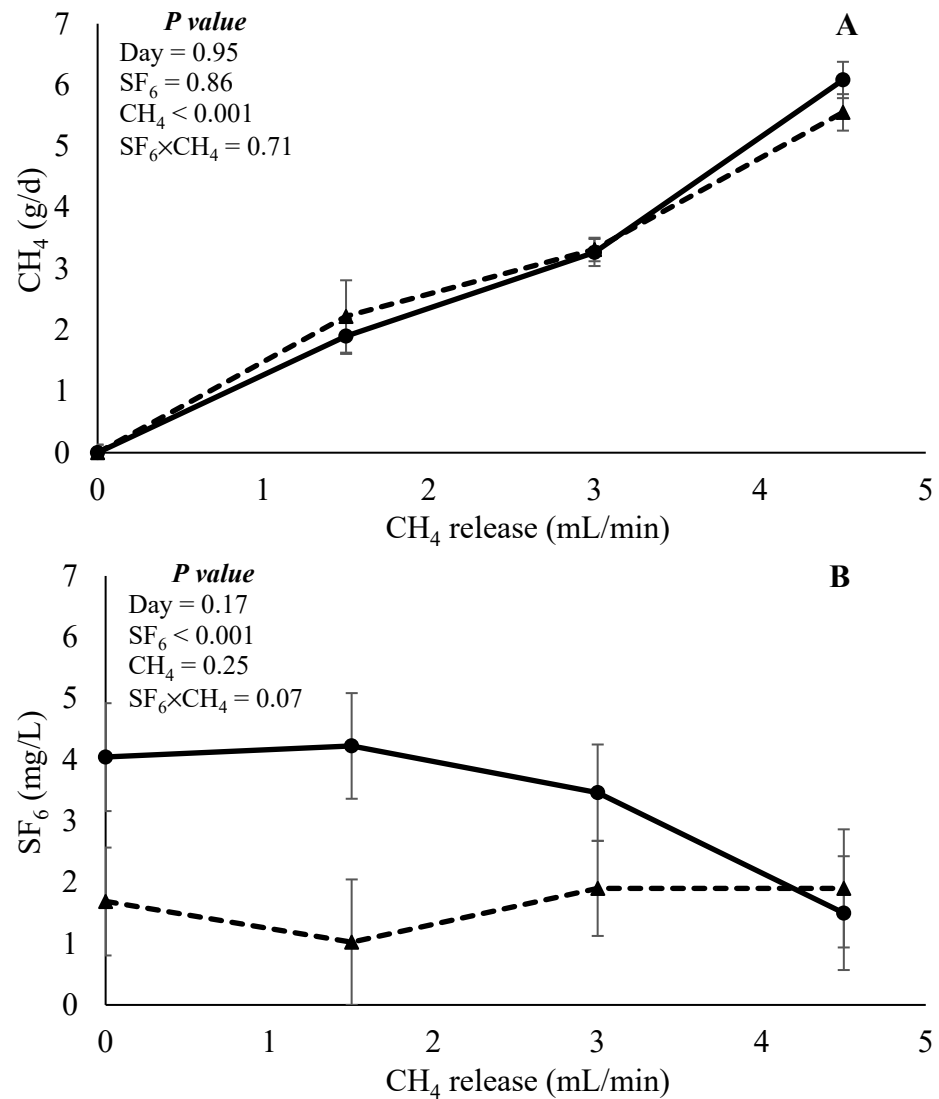 P value
A
Day = 0.95
SF₆ = 0.86
CH₄ < 0.001
SF₆×CH₄ = 0.71
7
6
5
4
3
2
1
0
CH₄ (g/d)
0 1 2 3 4 5
CH₄ release (mL/min)
P value
B
Day = 0.17
SF₆ < 0.001
CH₄ = 0.25
SF₆×CH₄ = 0.07
7
6
5
4
3
2
1
0
SF₆ (mg/L)
0 1 2 3 4 5
CH₄ release (mL/min)